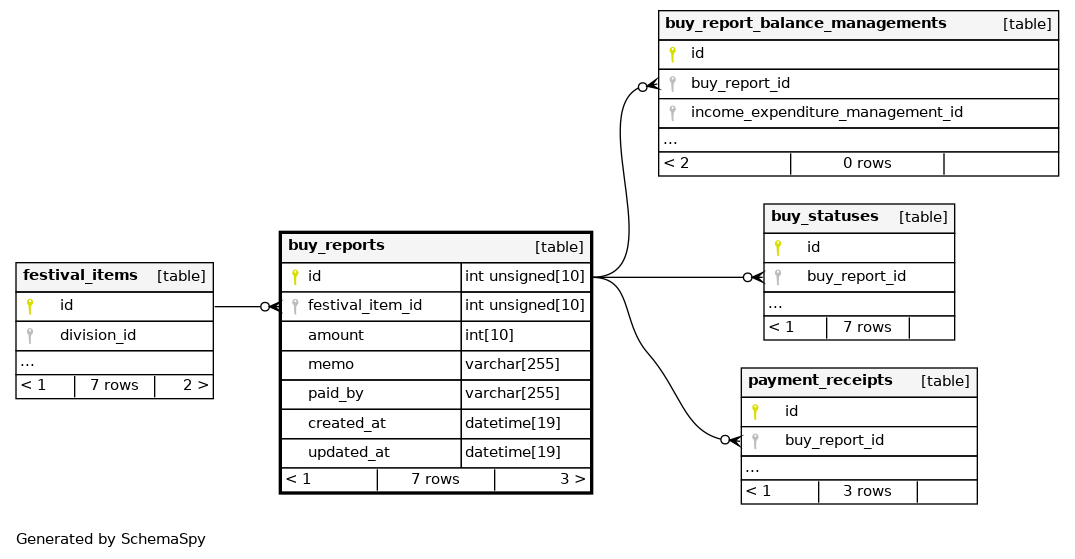 buy_report_balance_managements [table]
id
buy_report_id
income_expenditure_management_id
...
< 2 0 rows
buy_statuses [table]
id
buy_report_id
...
< 1 7 rows
buy_reports [table]
id int unsigned[10]
festival_item_id int unsigned[10]
amount int[10]
memo varchar[255]
paid_by varchar[255]
created_at datetime[19]
updated_at datetime[19]
< 1 7 rows 3 >
festival_items [table]
id
division_id
...
< 1 7 rows 2 >
payment_receipts [table]
id
buy_report_id
...
< 1 3 rows
Generated by SchemaSpy